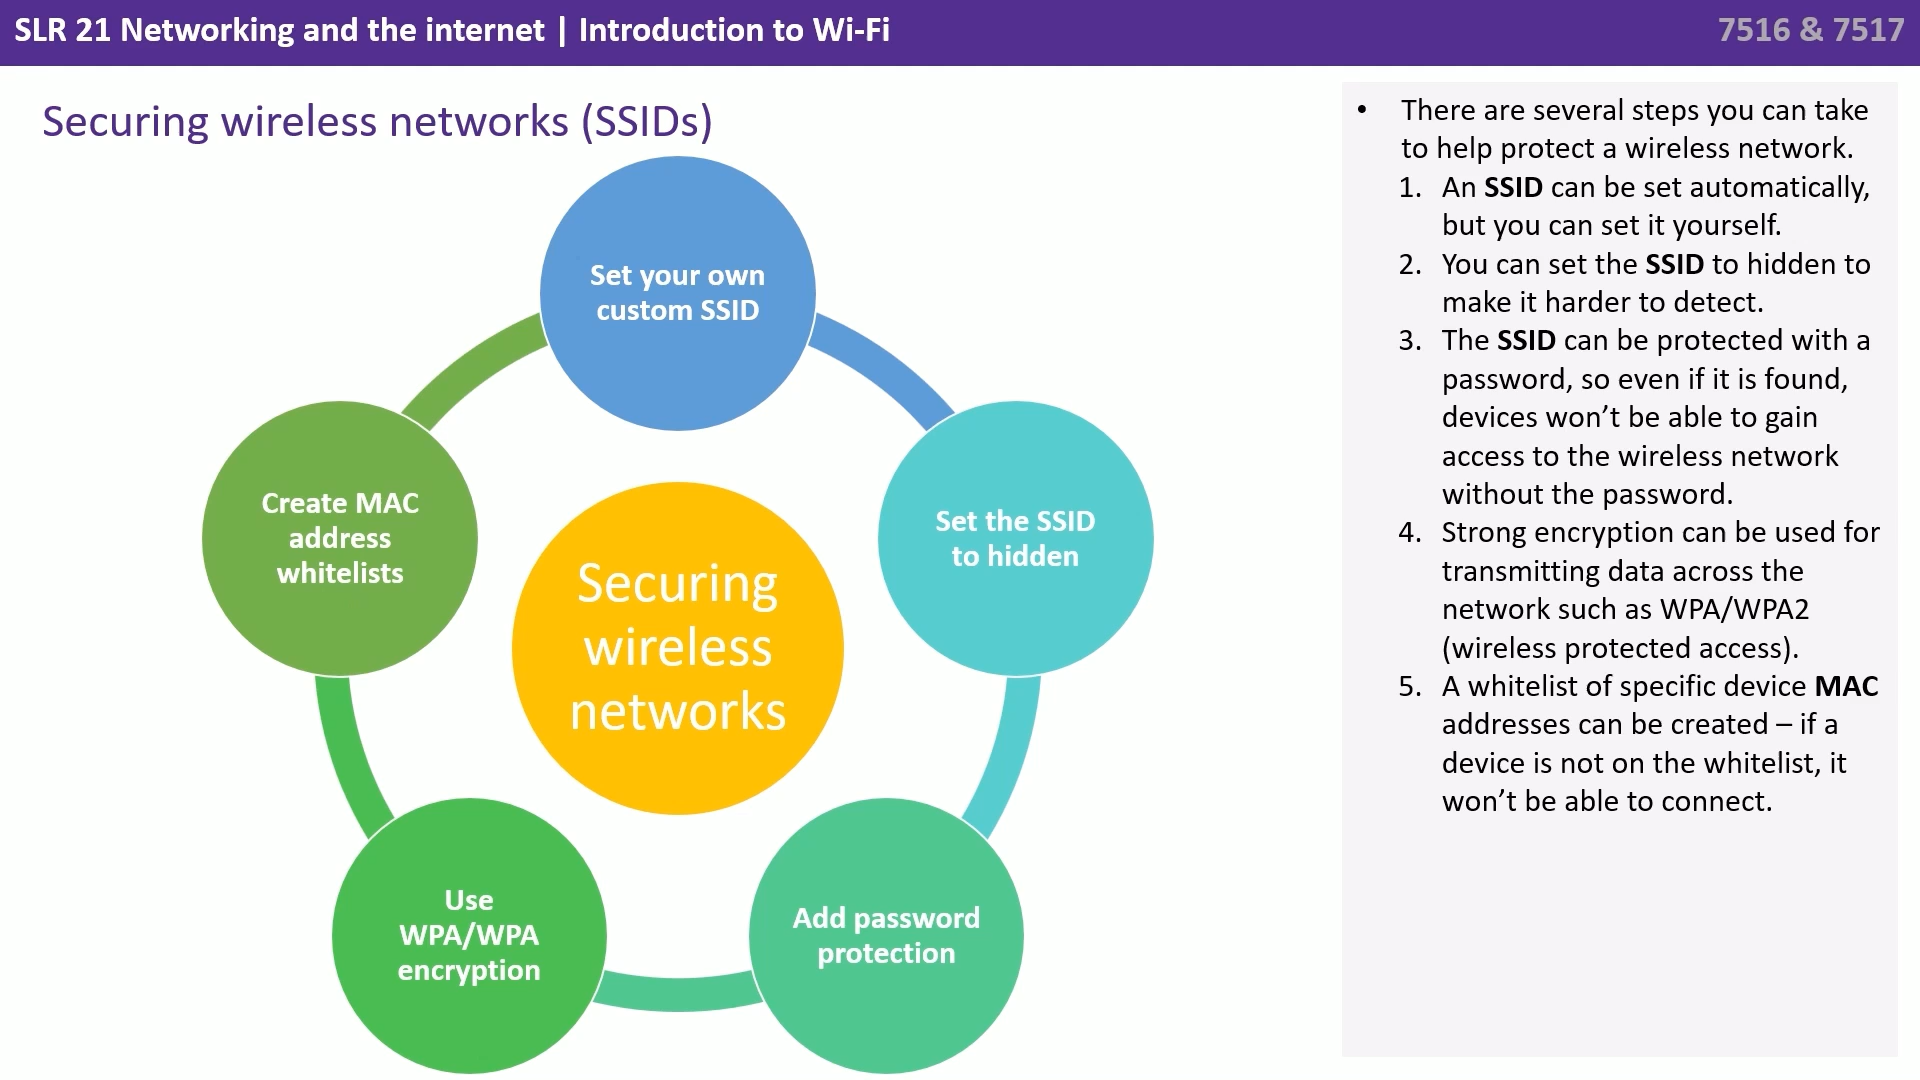 SLR 21 Networking and the internet | Introduction to Wi-Fi
7516 & 7517
Securing wireless networks (SSIDs)
Set your own
custom SSID
Set the SSID
to hidden
Add password
protection
Use
WPA/WPA
encryption
Create MAC
address
whitelists
Securing
wireless
networks
• There are several steps you can take
to help protect a wireless network.
1. An SSID can be set automatically,
but you can set it yourself.
2. You can set the SSID to hidden to
make it harder to detect.
3. The SSID can be protected with a
password, so even if it is found,
devices won’t be able to gain
access to the wireless network
without the password.
4. Strong encryption can be used for
transmitting data across the
network such as WPA/WPA2
(wireless protected access).
5. A whitelist of specific device MAC
addresses can be created – if a
device is not on the whitelist, it
won’t be able to connect.